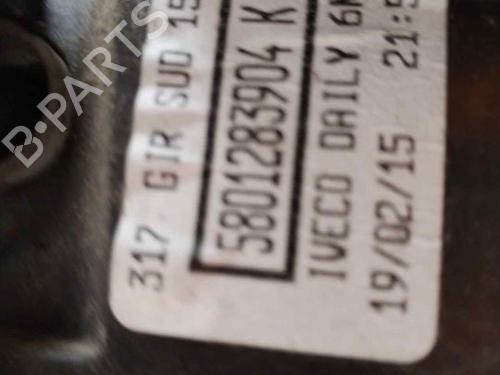 317 GIR SUD 15
5801283904 K
IVECO DAILY 6
19/02/15 21:5
B-PARTS